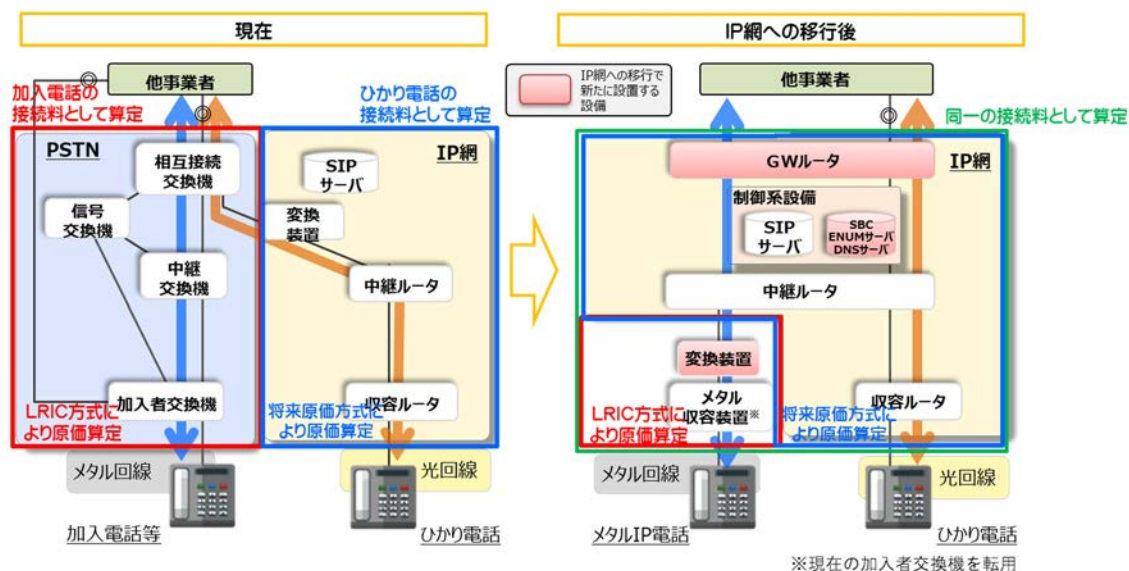 現在
他事業者
加入電話の
接続料として算定
ひかり電話の
接続料として算定
PSTN
IP網
相互接続
交換機
SIP
サーバ
信号
交換機
変換
装置
中継
交換機
中継ルータ
加入者交換機
収容ルータ
LRIC方式に
より原価算定
将来原価方式に
より原価算定
メタル回線
光回線
加入電話等
ひかり電話
IP網への移行後
IP網への移行で
新たに設置する
設備
他事業者
同一の接続料として算定
GWルータ
IP網
制御系設備
SIP
サーバ
SBC
ENUMサーバ
DNSサーバ
中継ルータ
変換装置
メタル
収容装置※
収容ルータ
LRIC方式に
より原価算定
将来原価方式に
より原価算定
メタル回線
光回線
メタルIP電話
ひかり電話
※現在の加入者交換機を転用